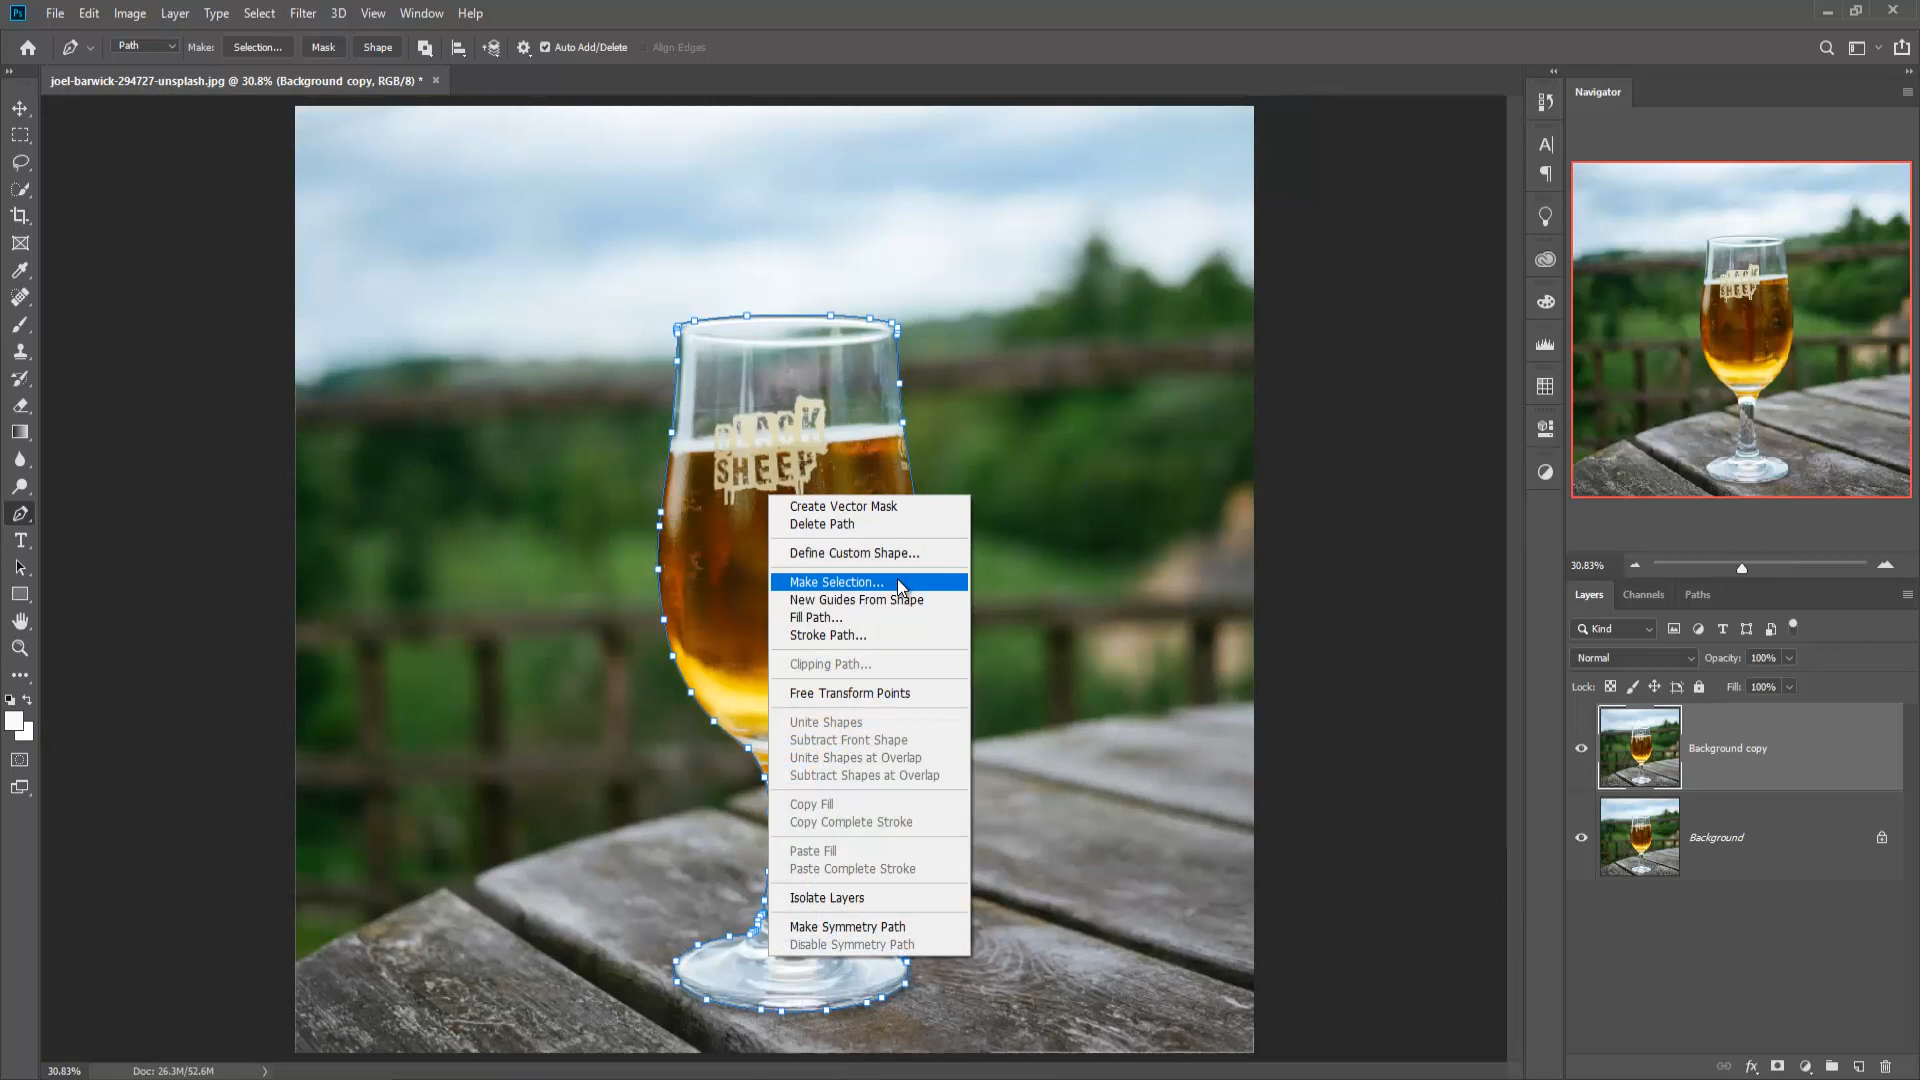 Ps File Edit Image Layer Type Select Filter 3D View Window Help
Path Make: Selection... Mask Shape Auto Add/Delete Align Edges
joel-barwick-294727-unsplash.jpg @ 30.8% (Background copy, RGB/8) *
Navigator
BLACK
SHEEP
BLACK
SHEEP
Create Vector Mask
Delete Path
Define Custom Shape...
Make Selection...
New Guides From Shape
Fill Path...
Stroke Path...
Clipping Path...
Free Transform Points
Unite Shapes
Subtract Front Shape
Unite Shapes at Overlap
Subtract Shapes at Overlap
Copy Fill
Copy Complete Stroke
Paste Fill
Paste Complete Stroke
Isolate Layers
Make Symmetry Path
Disable Symmetry Path
30.83%
Layers Channels Paths
Kind
Normal Opacity: 100%
Lock: Fill: 100%
Background copy
Background
30.83% Doc: 26.3M/52.6M